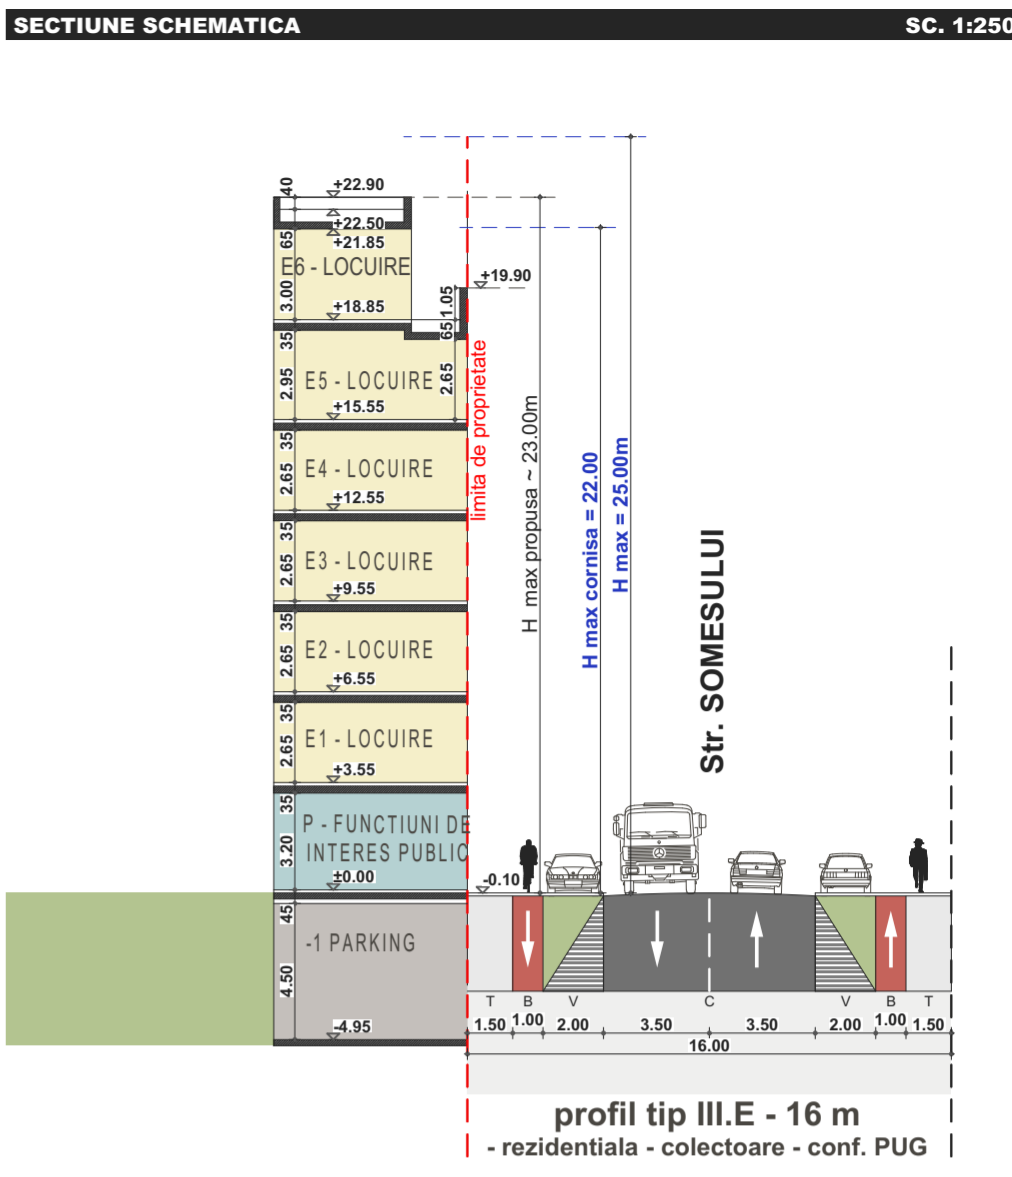 SECTIUNE SCHEMATICA
SC. 1:250
40
+22.90
+22.50
+21.85
65
E6 - LOCUIRE
3.00
+18.85
+19.90
1.05
65
35
E5 - LOCUIRE
2.95
2.65
+15.55
35
E4 - LOCUIRE
2.65
+12.55
35
E3 - LOCUIRE
2.65
+9.55
35
E2 - LOCUIRE
2.65
+6.55
35
E1 - LOCUIRE
2.65
+3.55
35
P - FUNCTIUNI DE
INTERES PUBLIC
3.20
±0.00
-0.10
45
-1 PARKING
4.50
-4.95
limita de proprietate
H max propusa ~ 23.00m
H max cornisa = 22.00
H max = 25.00m
Str. SOMESULUI
T B V C V B T
1.50 1.00 2.00 3.50 3.50 2.00 1.00 1.50
16.00
profil tip III.E - 16 m
- rezidentiala - colectoare - conf. PUG